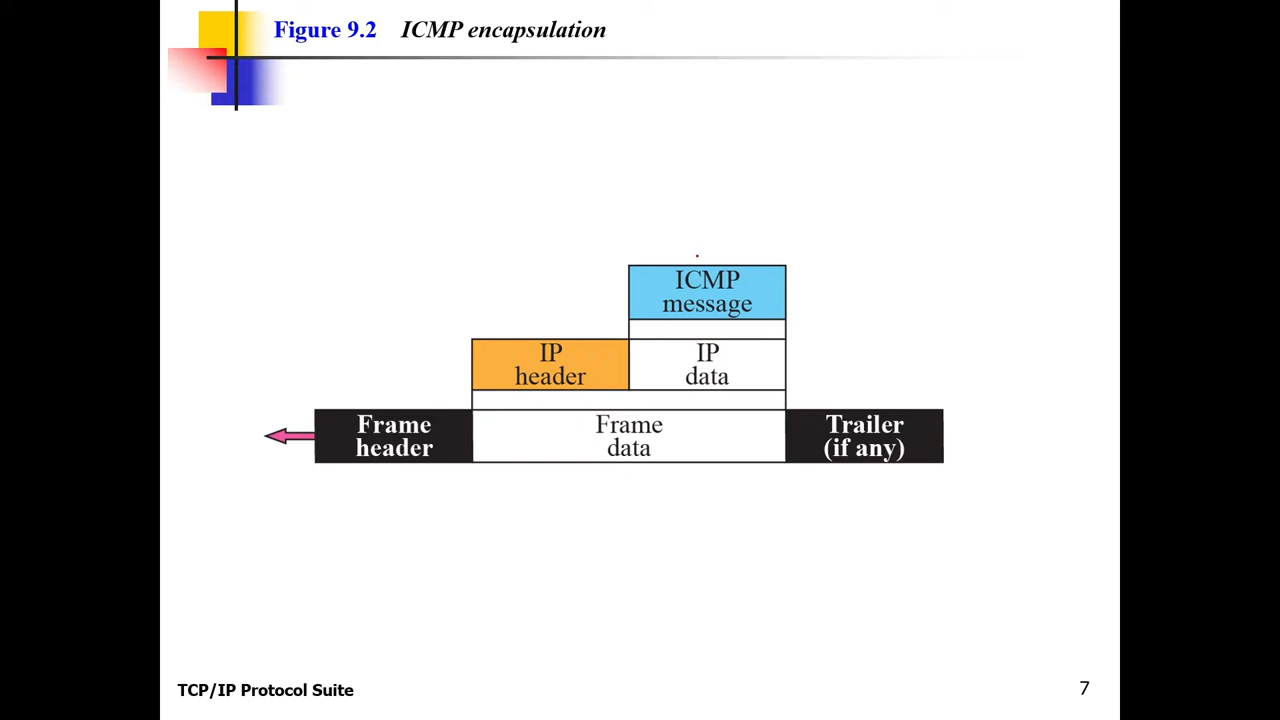 Figure 9.2 ICMP encapsulation
ICMP
message
IP
header
IP
data
Frame
header
Frame
data
Trailer
(if any)
TCP/IP Protocol Suite
7